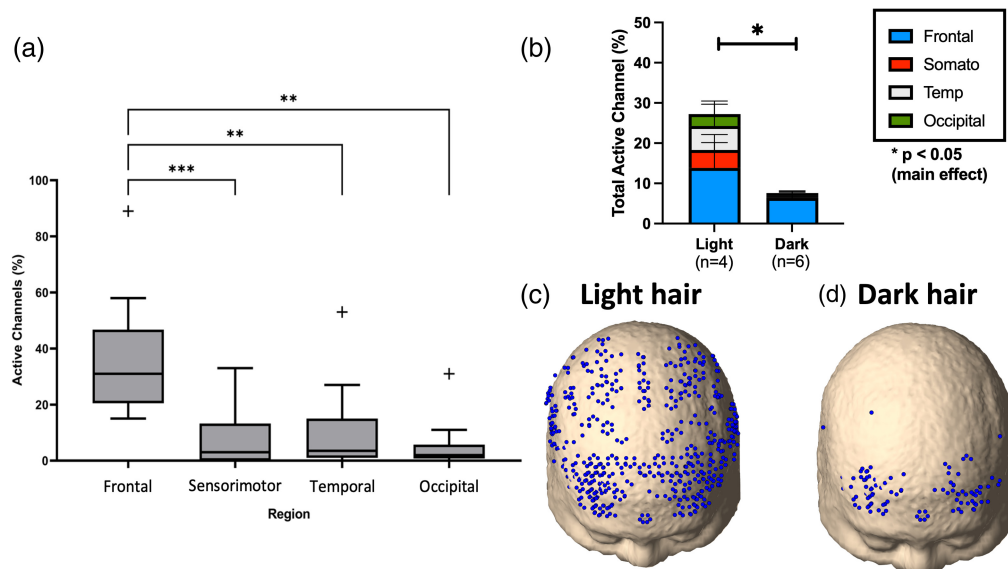 (a)
**
**
***
100
80
60
40
20
0
+
+
+
Active Channels (%)
Frontal
Sensorimotor
Temporal
Occipital
Region
(b)
50
40
30
20
10
0
Total Active Channel (%)
*
Light
(n=4)
Dark
(n=6)
Frontal
Somato
Temp
Occipital
* p < 0.05
(main effect)
(c) Light hair
(d) Dark hair